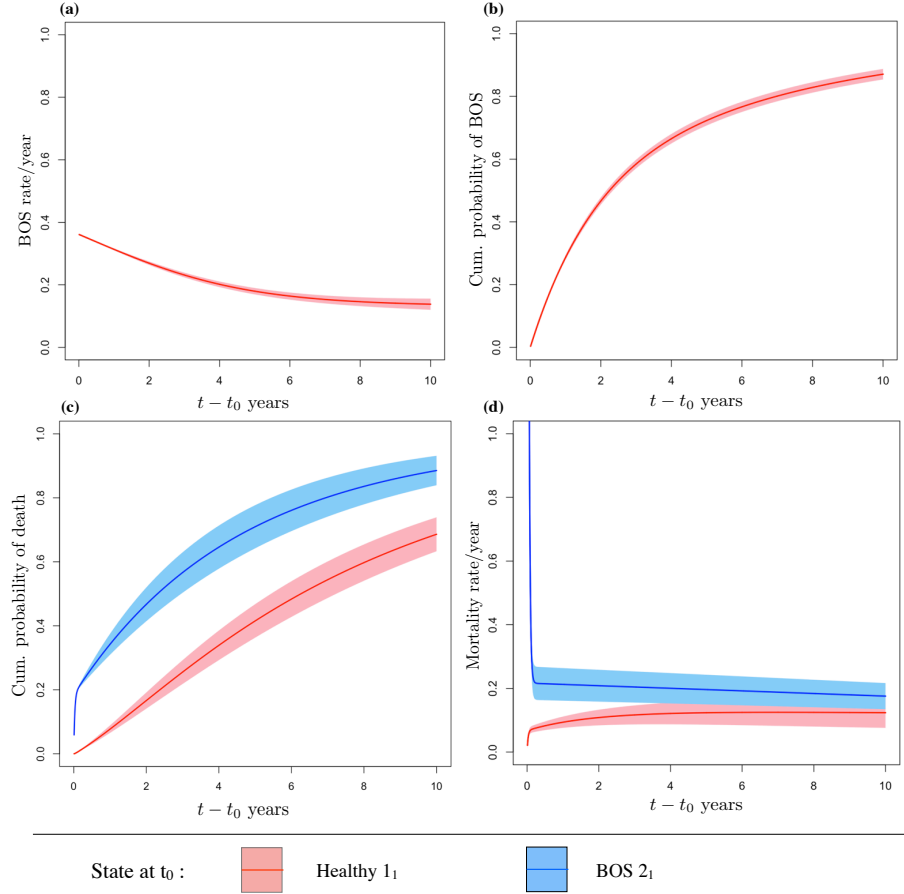 (a)
BOS rate/year
0.0 0.2 0.4 0.6 0.8 1.0
0 2 4 6 8 10
t − t₀ years
(b)
Cum. probability of BOS
0.0 0.2 0.4 0.6 0.8 1.0
0 2 4 6 8 10
t − t₀ years
(c)
Cum. probability of death
0.0 0.2 0.4 0.6 0.8 1.0
0 2 4 6 8 10
t − t₀ years
(d)
Mortality rate/year
0.0 0.2 0.4 0.6 0.8 1.0
0 2 4 6 8 10
t − t₀ years
State at t₀ : Healthy 1₁ BOS 2₁